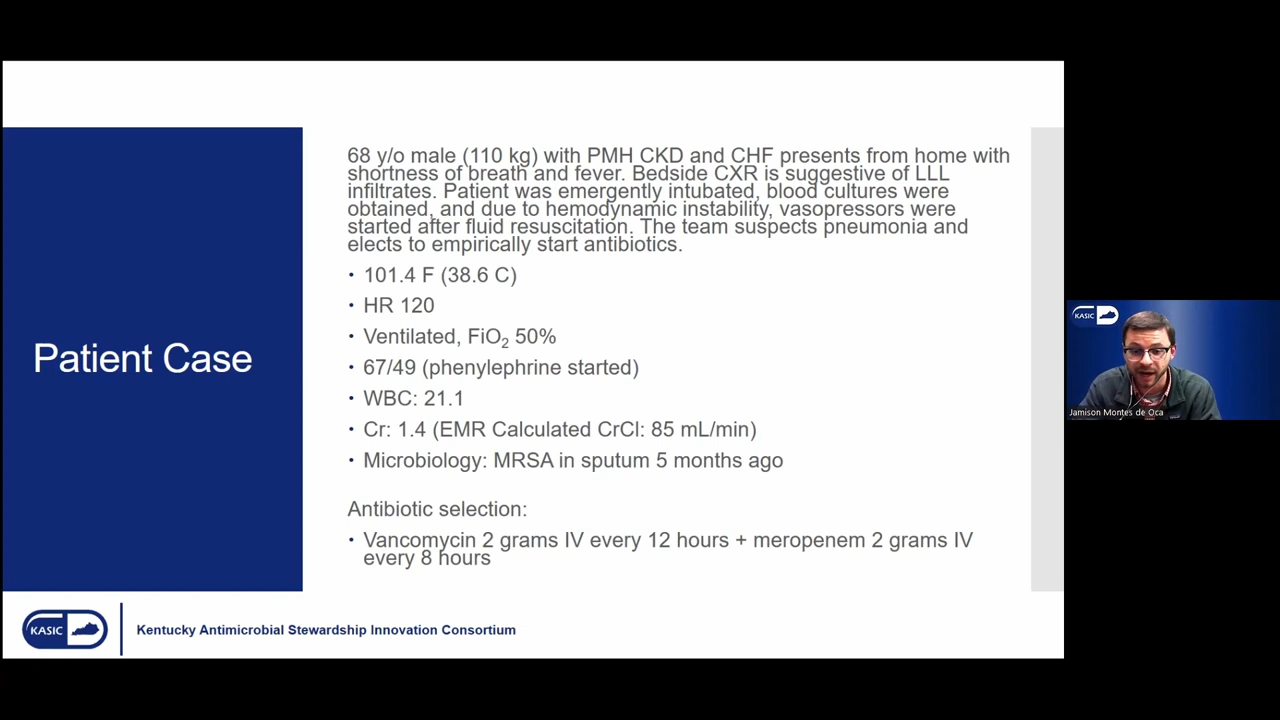 Patient Case
68 y/o male (110 kg) with PMH CKD and CHF presents from home with
shortness of breath and fever. Bedside CXR is suggestive of LLL
infiltrates. Patient was emergently intubated, blood cultures were
obtained, and due to hemodynamic instability, vasopressors were
started after fluid resuscitation. The team suspects pneumonia and
elects to empirically start antibiotics.
• 101.4 F (38.6 C)
• HR 120
• Ventilated, FiO₂ 50%
• 67/49 (phenylephrine started)
• WBC: 21.1
• Cr: 1.4 (EMR Calculated CrCl: 85 mL/min)
• Microbiology: MRSA in sputum 5 months ago
Antibiotic selection:
• Vancomycin 2 grams IV every 12 hours + meropenem 2 grams IV
every 8 hours
KASIC
Kentucky Antimicrobial Stewardship Innovation Consortium
KASIC
Jamison Montes de Oca